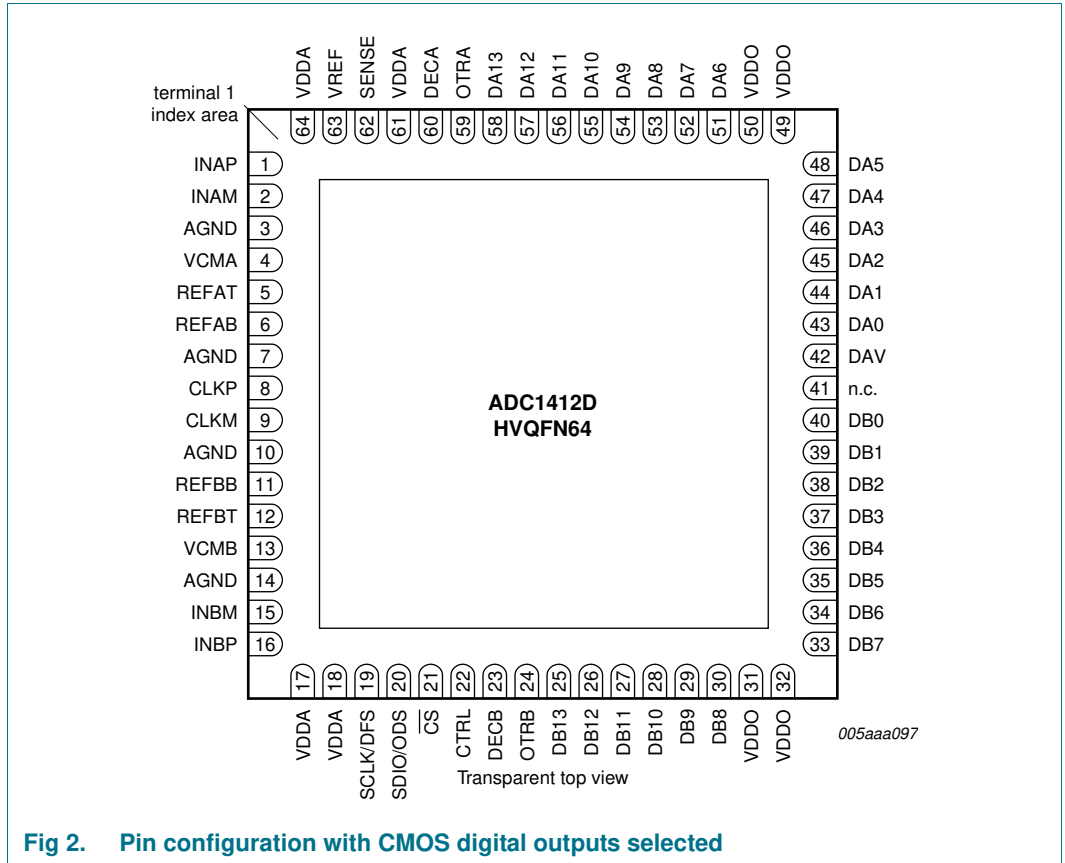 VDDA VREF SENSE VDDA DECA OTRA DA13 DA12 DA11 DA10 DA9 DA8 DA7 DA6 VDDO VDDO
terminal 1
index area
64 63 62 61 60 59 58 57 56 55 54 53 52 51 50 49
INAP 1 48 DA5
INAM 2 47 DA4
AGND 3 46 DA3
VCMA 4 45 DA2
REFAT 5 44 DA1
REFAB 6 43 DA0
AGND 7 42 DAV
CLKP 8 41 n.c.
ADC1412D
HVQFN64
CLKM 9 40 DB0
AGND 10 39 DB1
REFBB 11 38 DB2
REFBT 12 37 DB3
VCMB 13 36 DB4
AGND 14 35 DB5
INBM 15 34 DB6
INBP 16 33 DB7
17 18 19 20 21 22 23 24 25 26 27 28 29 30 31 32
VDDA VDDA SCLK/DFS SDIO/ODS CS CTRL DECB OTRB DB13 DB12 DB11 DB10 DB9 DB8 VDDO VDDO
005aaa097
Transparent top view
Fig 2. Pin configuration with CMOS digital outputs selected